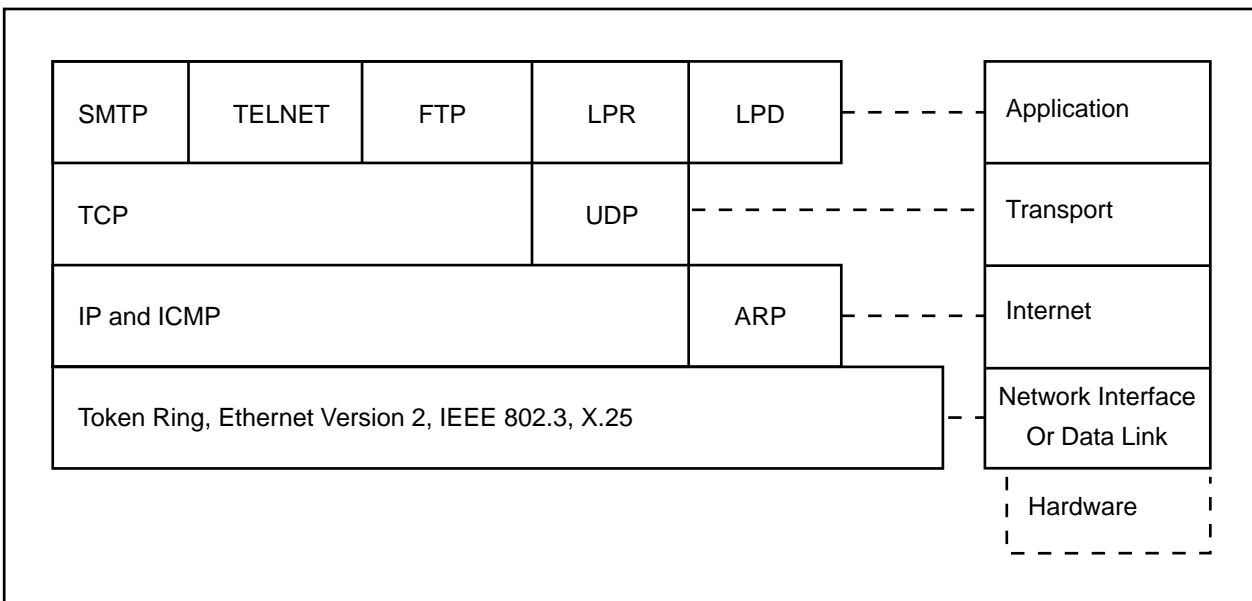 SMTP TELNET FTP LPR LPD Application
TCP UDP Transport
IP and ICMP ARP Internet
Token Ring, Ethernet Version 2, IEEE 802.3, X.25
Network Interface
Or Data Link
Hardware